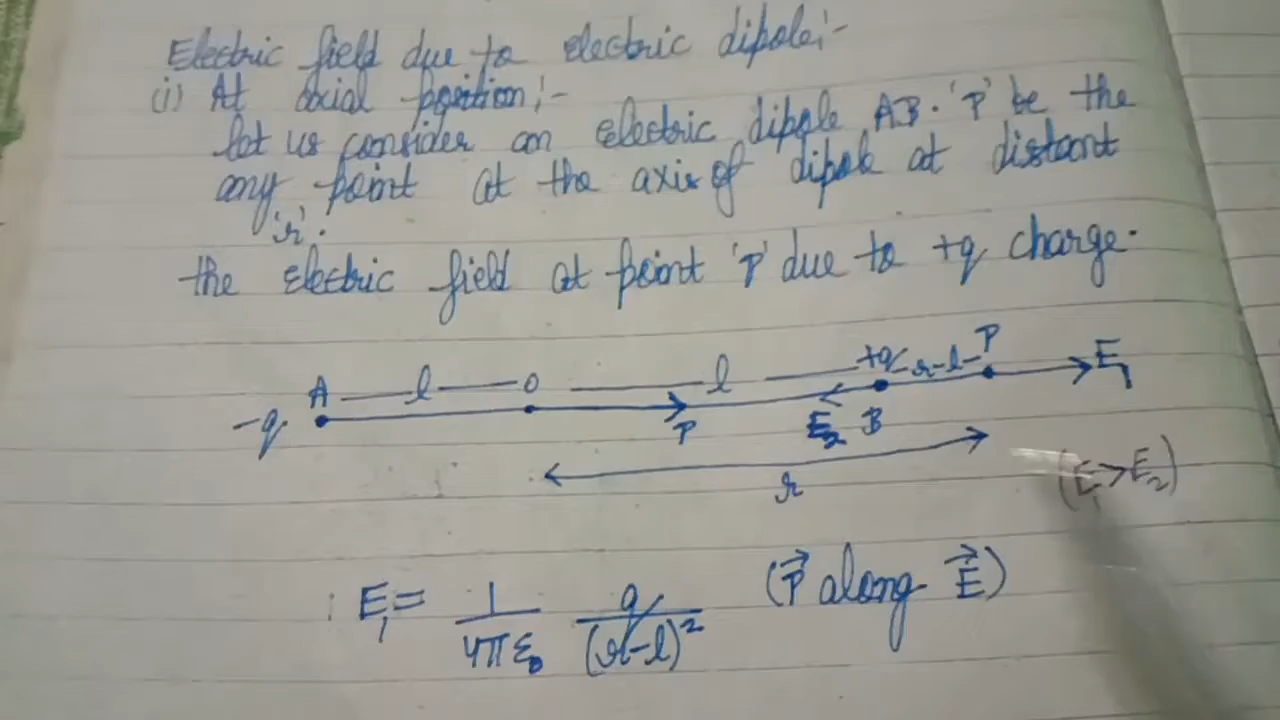 Electric field due to electric dipole:-
(i) At axial position:-
let us consider an electric dipole AB. 'P' be the
any point at the axis of dipole at distant
'r'.
the electric field at point 'P' due to +q charge.
-q A l O l +q r-l P E₁
P E₂ B
r
(E₁>E₂)
E₁= 1/4πε₀ q/(r-l)² (P⃗ along E⃗)